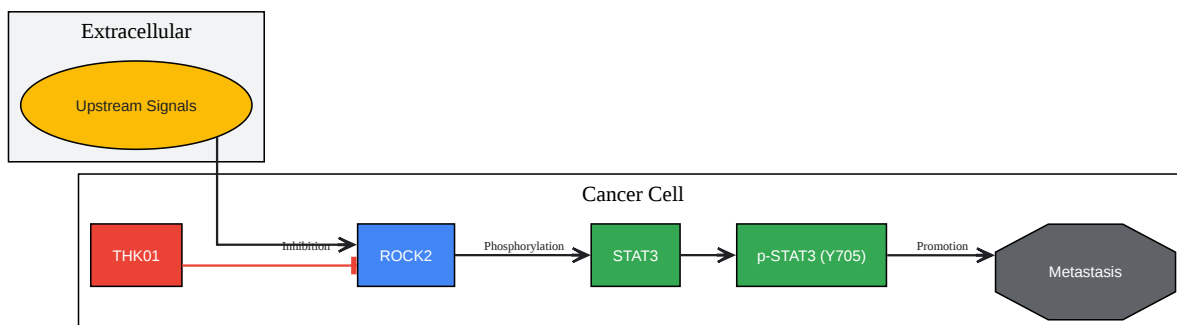 Extracellular
Upstream Signals
Cancer Cell
THK01
Inhibition
ROCK2
Phosphorylation
STAT3
p-STAT3 (Y705)
Promotion
Metastasis